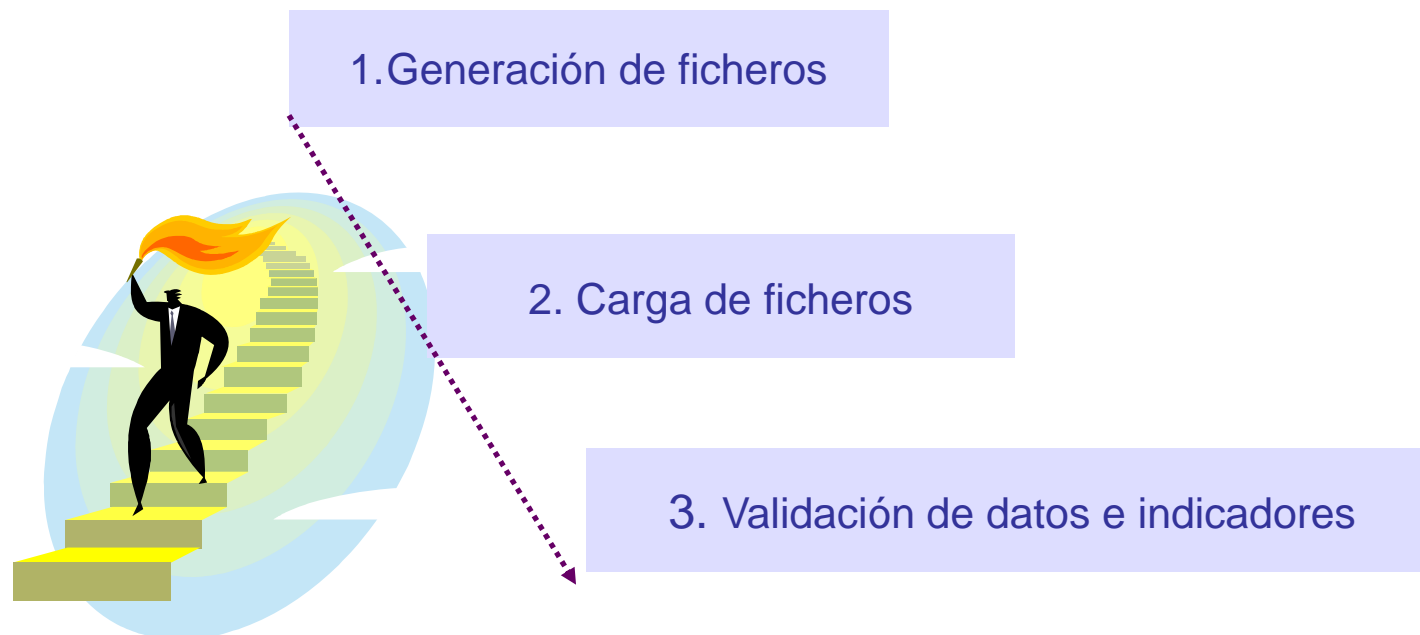 1.Generación de ficheros
2. Carga de ficheros
3. Validación de datos e indicadores